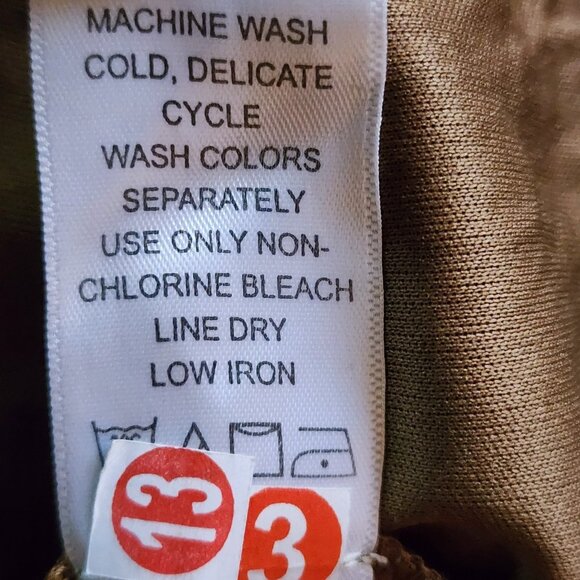 MACHINE WASH
COLD, DELICATE
CYCLE
WASH COLORS
SEPARATELY
USE ONLY NON-
CHLORINE BLEACH
LINE DRY
LOW IRON
13
3